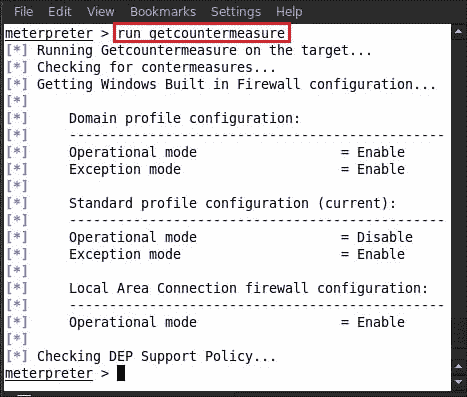 File Edit View Bookmarks Settings Help
meterpreter > run getcountermeasure
[*] Running Getcountermeasure on the target...
[*] Checking for contermeasures...
[*] Getting Windows Built in Firewall configuration...
[*]
[*] Domain profile configuration:
[*] -----------------------------------------------
[*] Operational mode = Enable
[*] Exception mode = Enable
[*]
[*] Standard profile configuration (current):
[*] -----------------------------------------------
[*] Operational mode = Disable
[*] Exception mode = Enable
[*]
[*] Local Area Connection firewall configuration:
[*] -----------------------------------------------
[*] Operational mode = Enable
[*]
[*]
[*] Checking DEP Support Policy...
meterpreter >